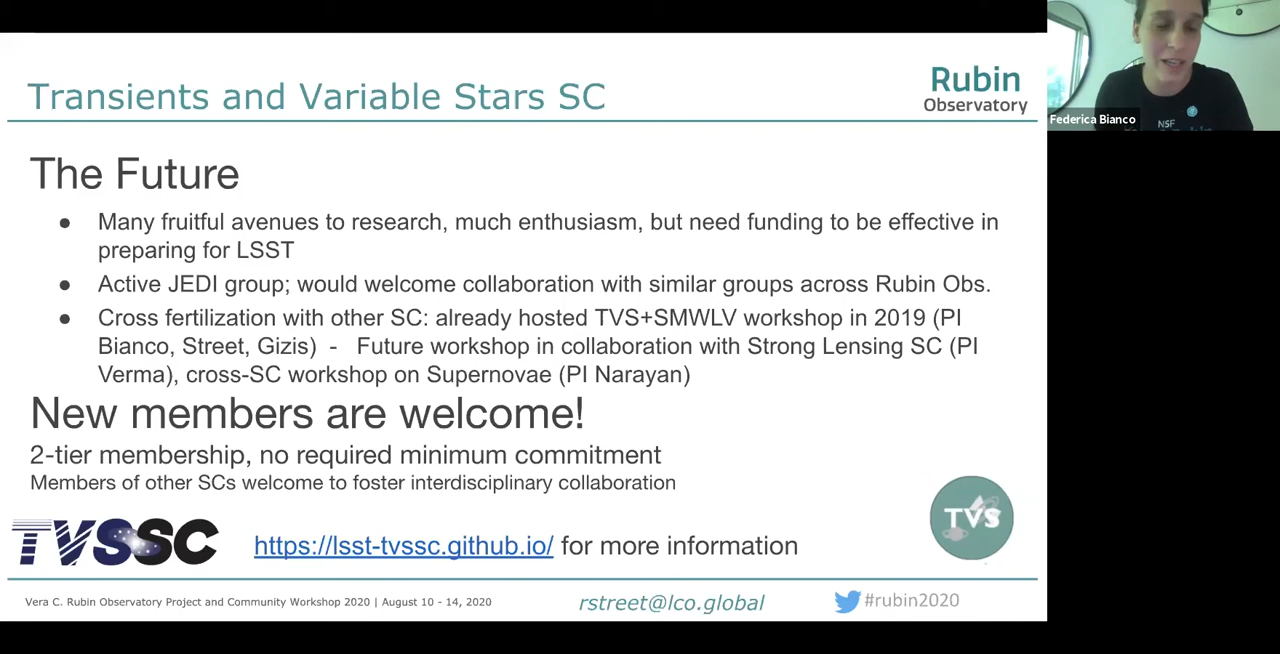 Transients and Variable Stars SC
Rubin
Observatory
Federica Bianco
NSF
The Future
● Many fruitful avenues to research, much enthusiasm, but need funding to be effective in
preparing for LSST
● Active JEDI group; would welcome collaboration with similar groups across Rubin Obs.
● Cross fertilization with other SC: already hosted TVS+SMWLV workshop in 2019 (PI
Bianco, Street, Gizis) - Future workshop in collaboration with Strong Lensing SC (PI
Verma), cross-SC workshop on Supernovae (PI Narayan)
New members are welcome!
2-tier membership, no required minimum commitment
Members of other SCs welcome to foster interdisciplinary collaboration
TVSSC
https://lsst-tvssc.github.io/ for more information
TVS
Vera C. Rubin Observatory Project and Community Workshop 2020 | August 10 - 14, 2020
rstreet@lco.global
#rubin2020